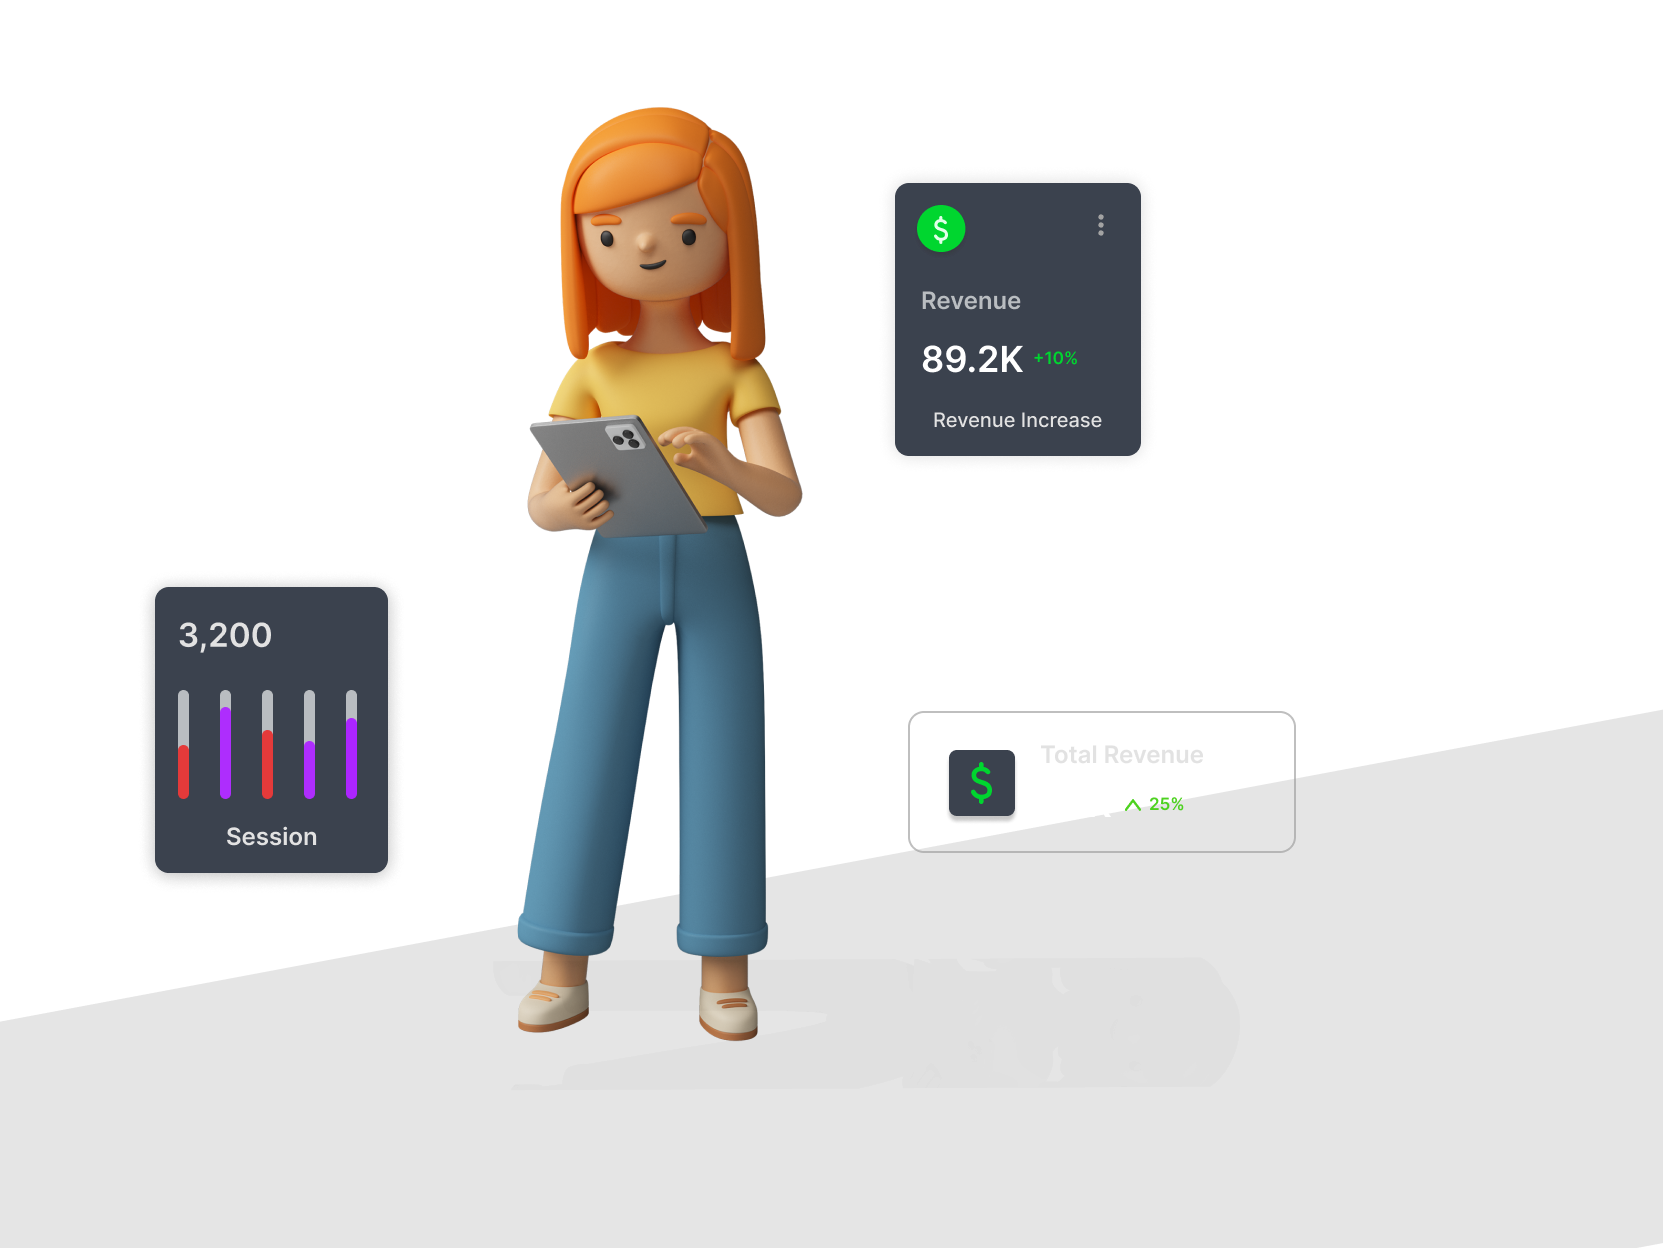 $
Revenue
89.2K +10%
Revenue Increase
3,200
Session
$
Total Revenue
25%